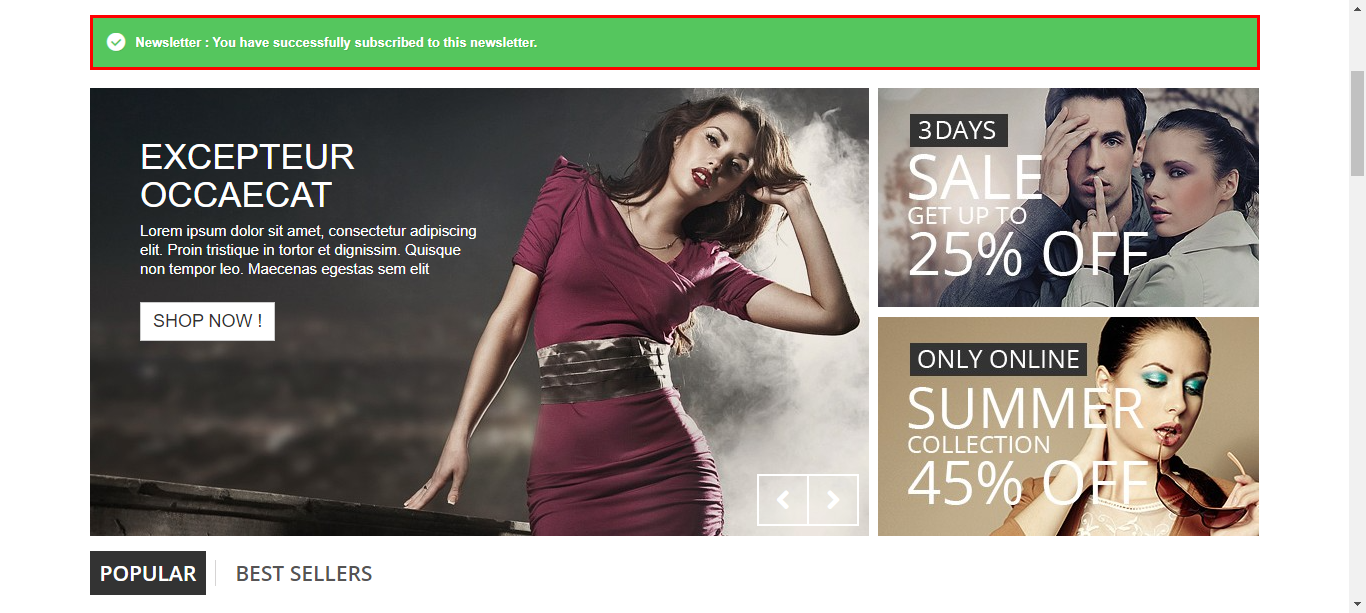 Newsletter : You have successfully subscribed to this newsletter.
EXCEPTEUR
OCCAECAT
Lorem ipsum dolor sit amet, consectetur adipiscing
elit. Proin tristique in tortor et dignissim. Quisque
non tempor leo. Maecenas egestas sem elit
SHOP NOW !
3 DAYS
SALE
GET UP TO
25% OFF
ONLY ONLINE
SUMMER
COLLECTION
45% OFF
POPULAR
BEST SELLERS